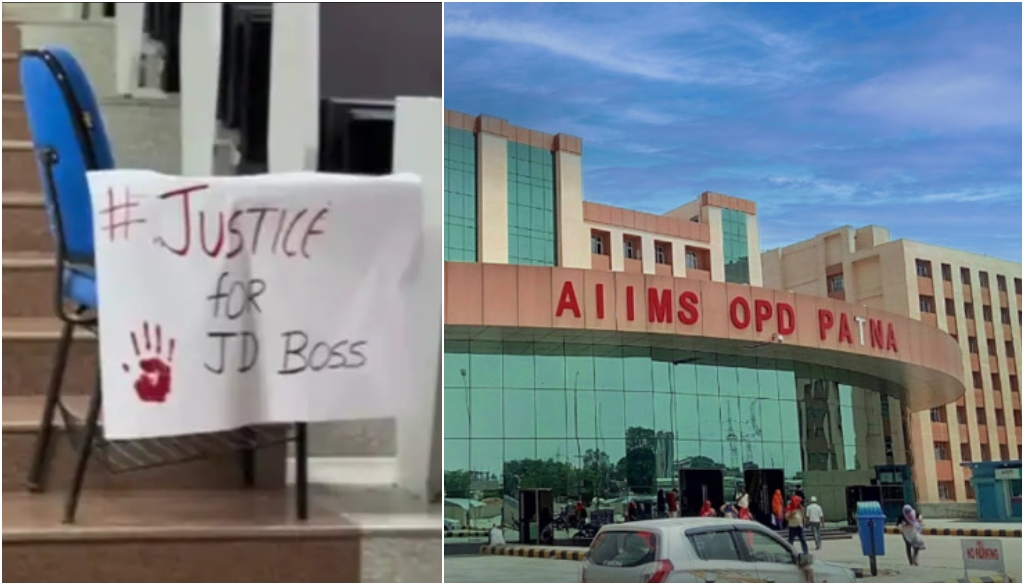 # JUSTICE
FOR
JD BOSS
AIIMS OPD PATNA
NO PARKING